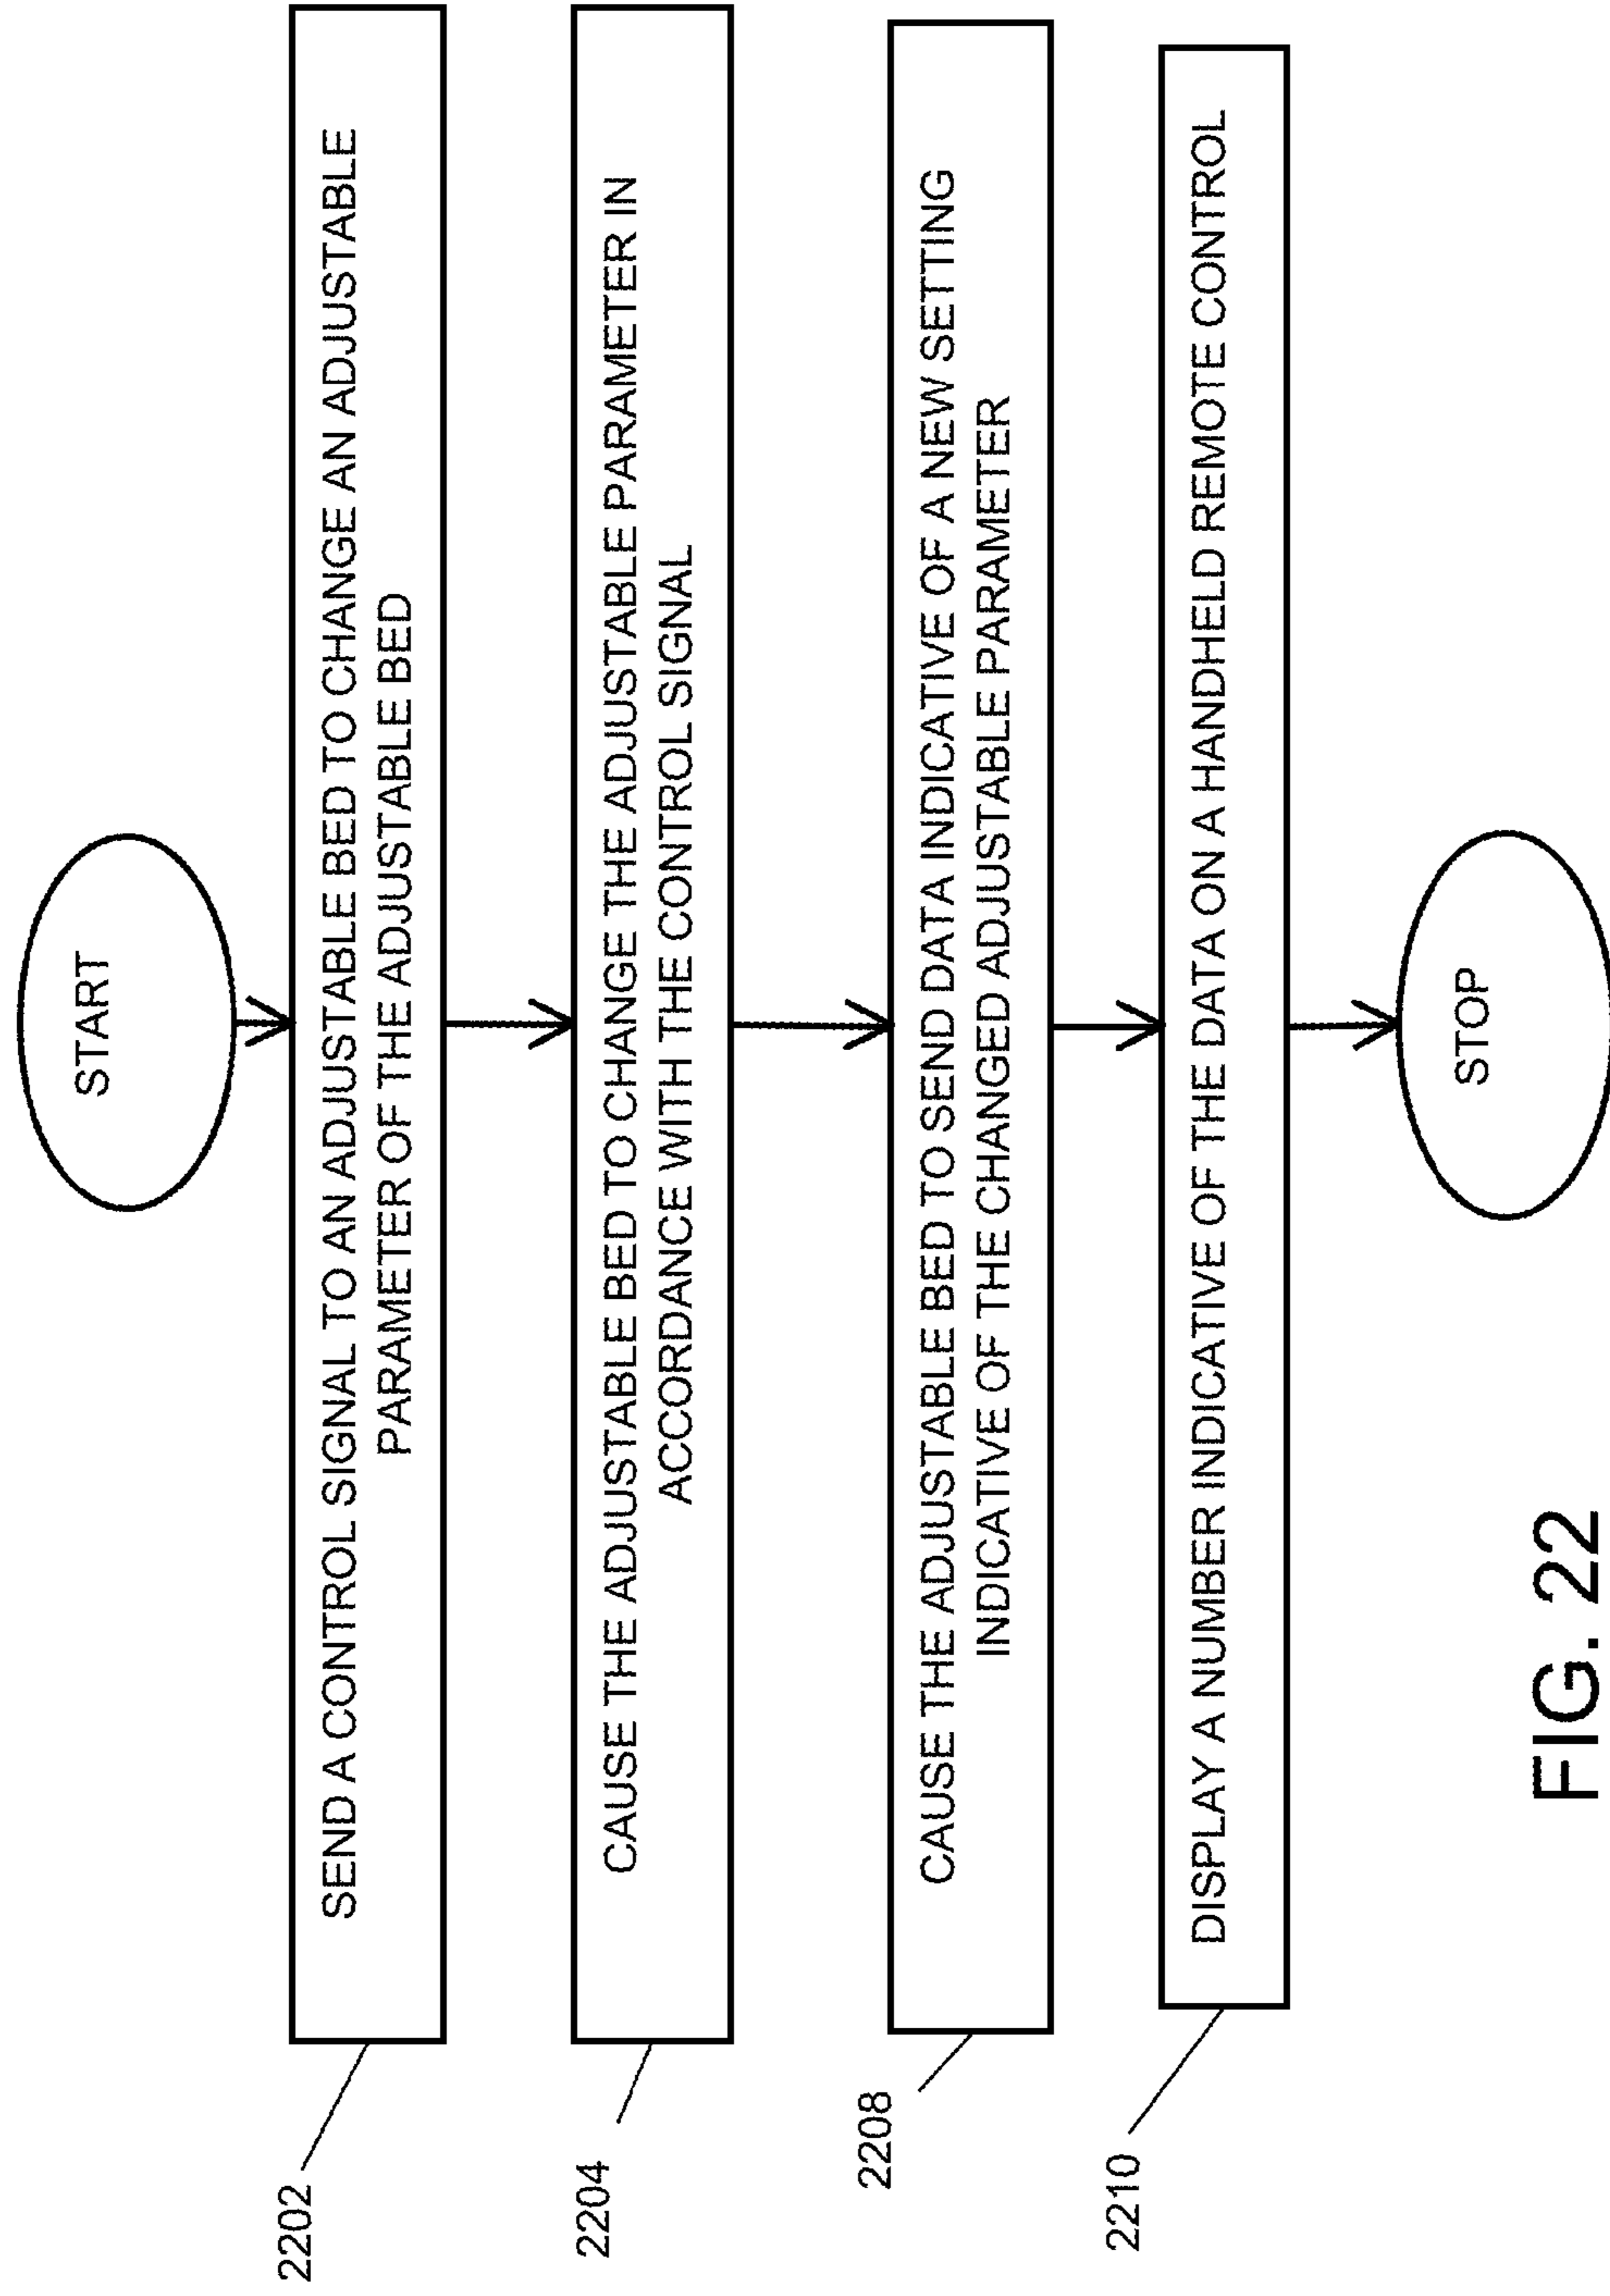 START
2202
SEND A CONTROL SIGNAL TO AN ADJUSTABLE BED TO CHANGE AN ADJUSTABLE
PARAMETER OF THE ADJUSTABLE BED
2204
CAUSE THE ADJUSTABLE BED TO CHANGE THE ADJUSTABLE PARAMETER IN
ACCORDANCE WITH THE CONTROL SIGNAL
2208
CAUSE THE ADJUSTABLE BED TO SEND DATA INDICATIVE OF A NEW SETTING
INDICATIVE OF THE CHANGED ADJUSTABLE PARAMETER
2210
DISPLAY A NUMBER INDICATIVE OF THE DATA ON A HANDHELD REMOTE CONTROL
STOP
FIG. 22